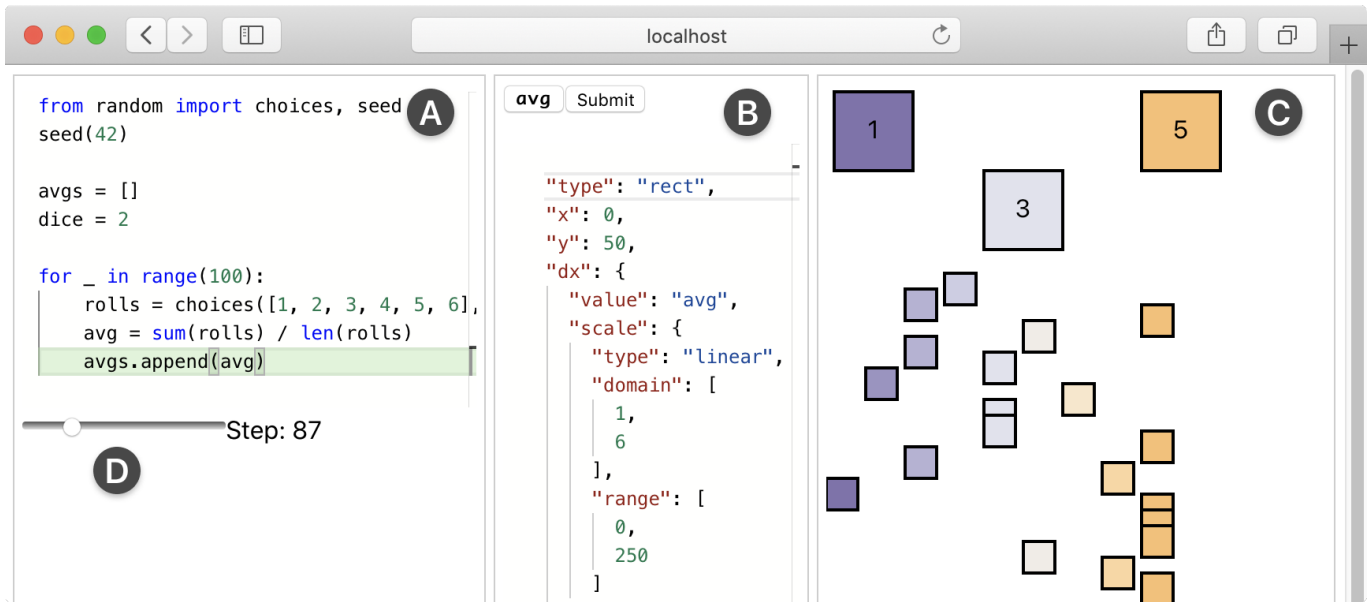 localhost
from random import choices, seed
seed(42)
avgs = []
dice = 2
for _ in range(100):
rolls = choices([1, 2, 3, 4, 5, 6],
avg = sum(rolls) / len(rolls)
avgs.append(avg)
Step: 87
A
D
avg Submit
B
"type": "rect",
"x": 0,
"y": 50,
"dx": {
"value": "avg",
"scale": {
"type": "linear",
"domain": [
1,
6
],
"range": [
0,
250
]
1
5
C
3